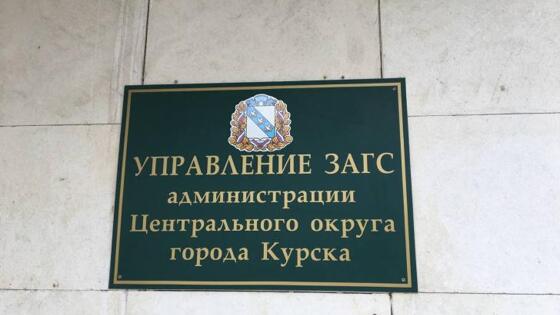 УПРАВЛЕНИЕ ЗАГС
администрации
Центрального округа
города Курска